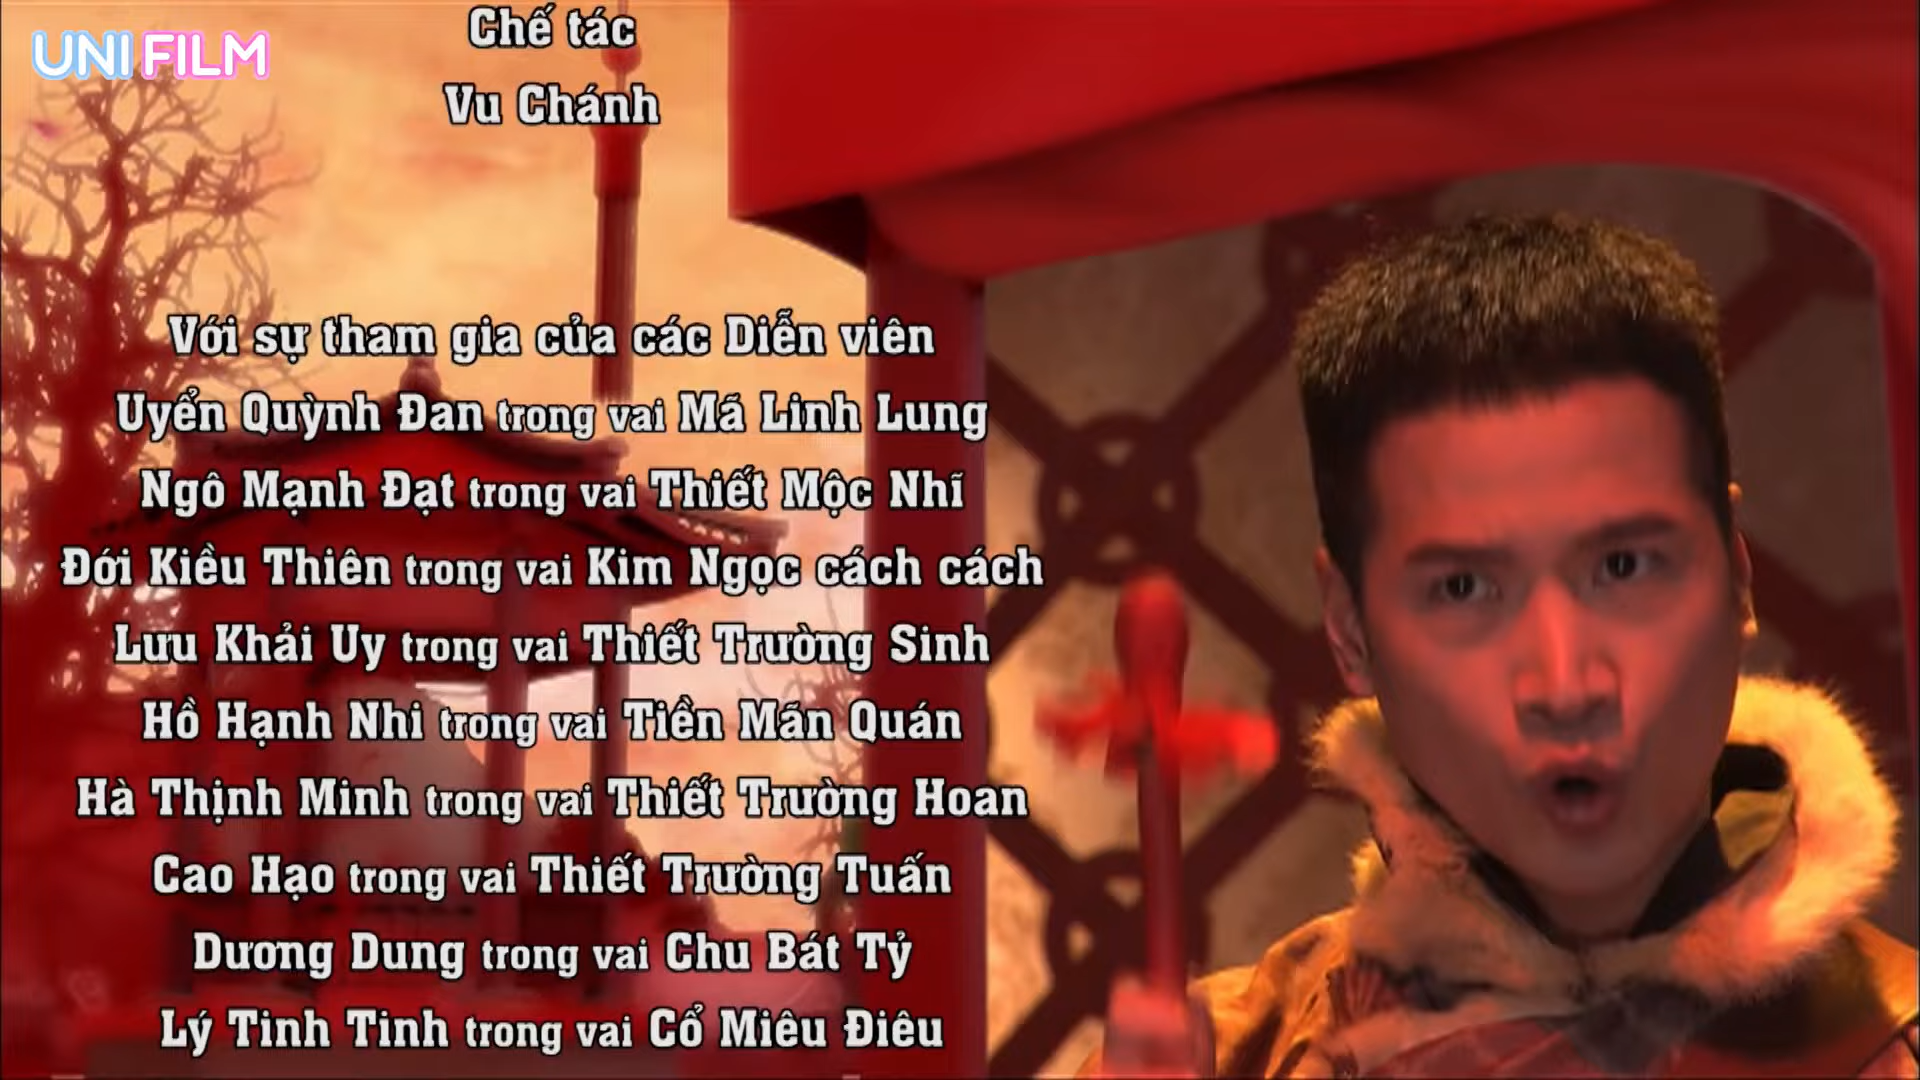 UNI FILM
Chế tác
Vu Chánh
Với sự tham gia của các Diễn viên
Uyển Quỳnh Đan trong vai Mã Linh Lung
Ngô Mạnh Đạt trong vai Thiết Mộc Nhĩ
Đới Kiều Thiên trong vai Kim Ngọc cách cách
Lưu Khải Uy trong vai Thiết Trường Sinh
Hồ Hạnh Nhi trong vai Tiền Mãn Quán
Hà Thịnh Minh trong vai Thiết Trường Hoan
Cao Hạo trong vai Thiết Trường Tuấn
Dương Dung trong vai Chu Bát Tỷ
Lý Tinh Tinh trong vai Cổ Miêu Điêu